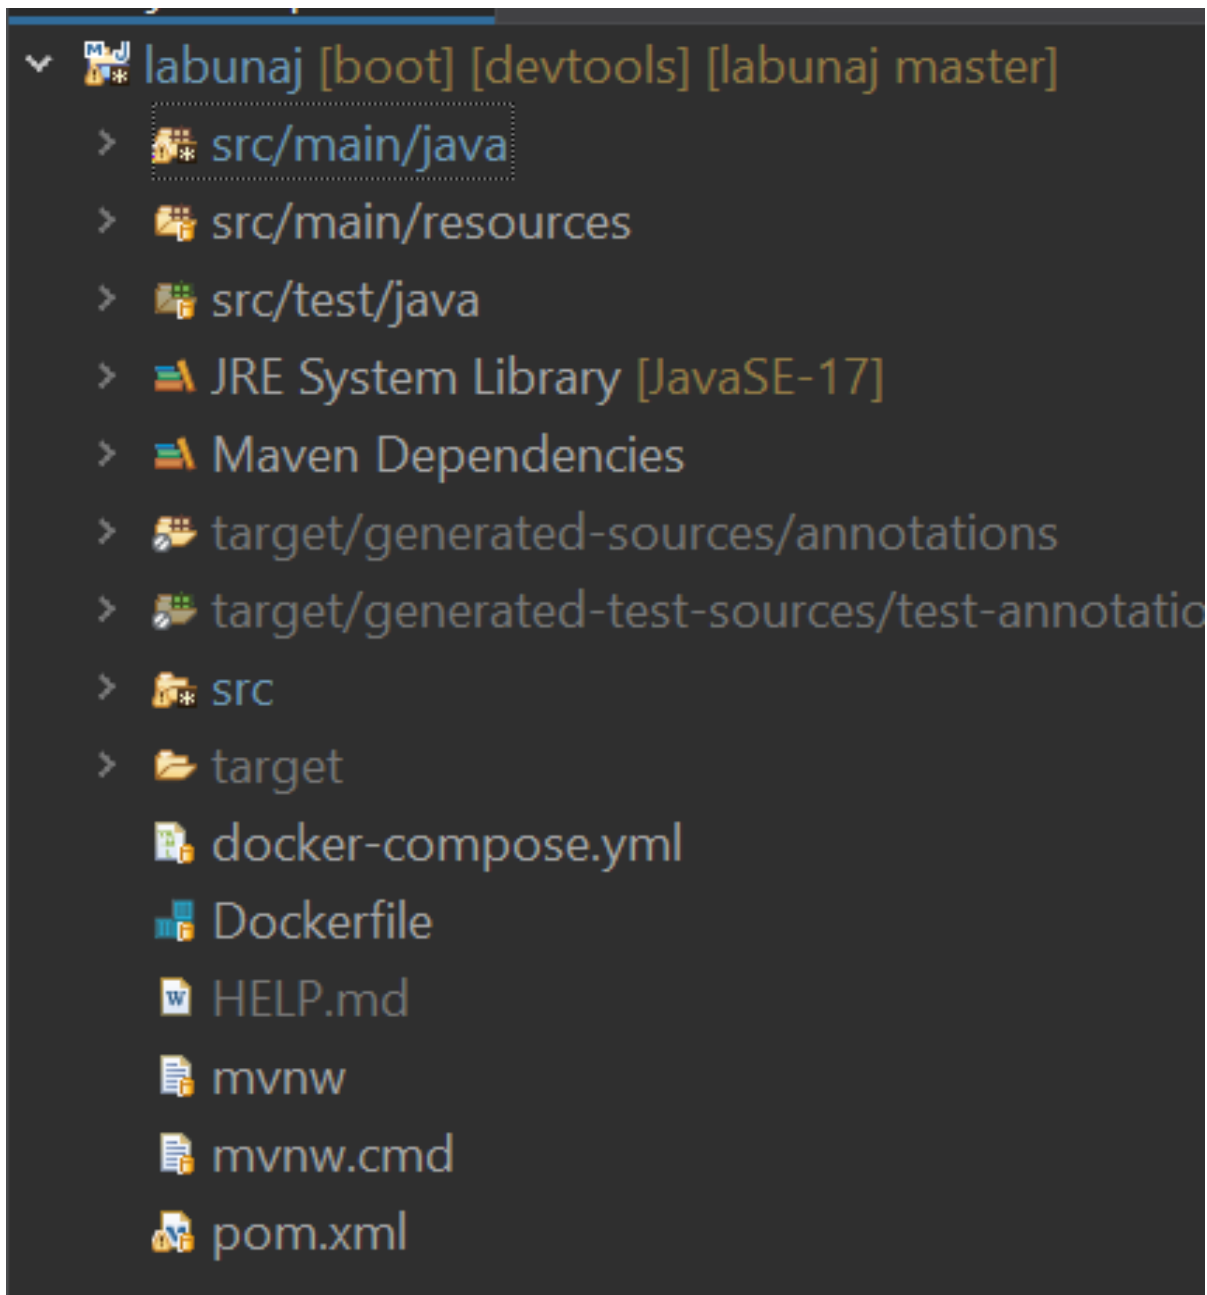 labunaj [boot] [devtools] [labunaj master]
src/main/java
src/main/resources
src/test/java
JRE System Library [JavaSE-17]
Maven Dependencies
target/generated-sources/annotations
target/generated-test-sources/test-annotatio
src
target
docker-compose.yml
Dockerfile
HELP.md
mvnw
mvnw.cmd
pom.xml